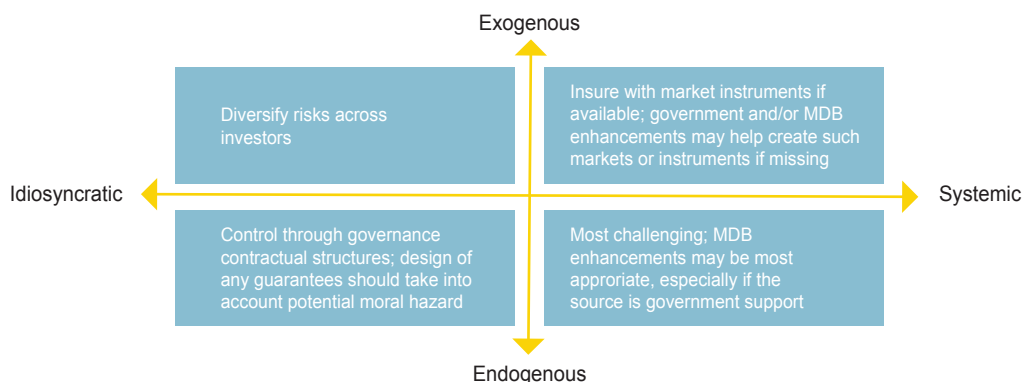 Exogenous
Diversify risks across
investors
Insure with market instruments if
available; government and/or MDB
enhancements may help create such
markets or instruments if missing
Idiosyncratic
Systemic
Control through governance
contractual structures; design of
any guarantees should take into
account potential moral hazard
Most challenging; MDB
enhancements may be most
approriate, especially if the
source is government support
Endogenous